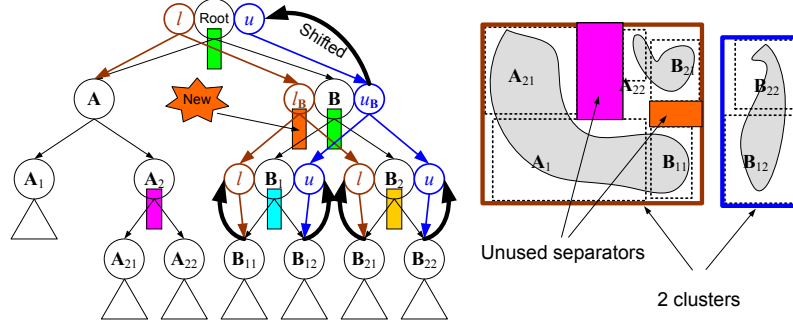 l Root u
Shifted
A New l_B B u_B
A_1 A_2 l B_1 u l B_2 u
A_21 A_22 B_11 B_12 B_21 B_22
A_21 A_22 B_21 B_22
A_1 B_11 B_12
Unused separators
2 clusters